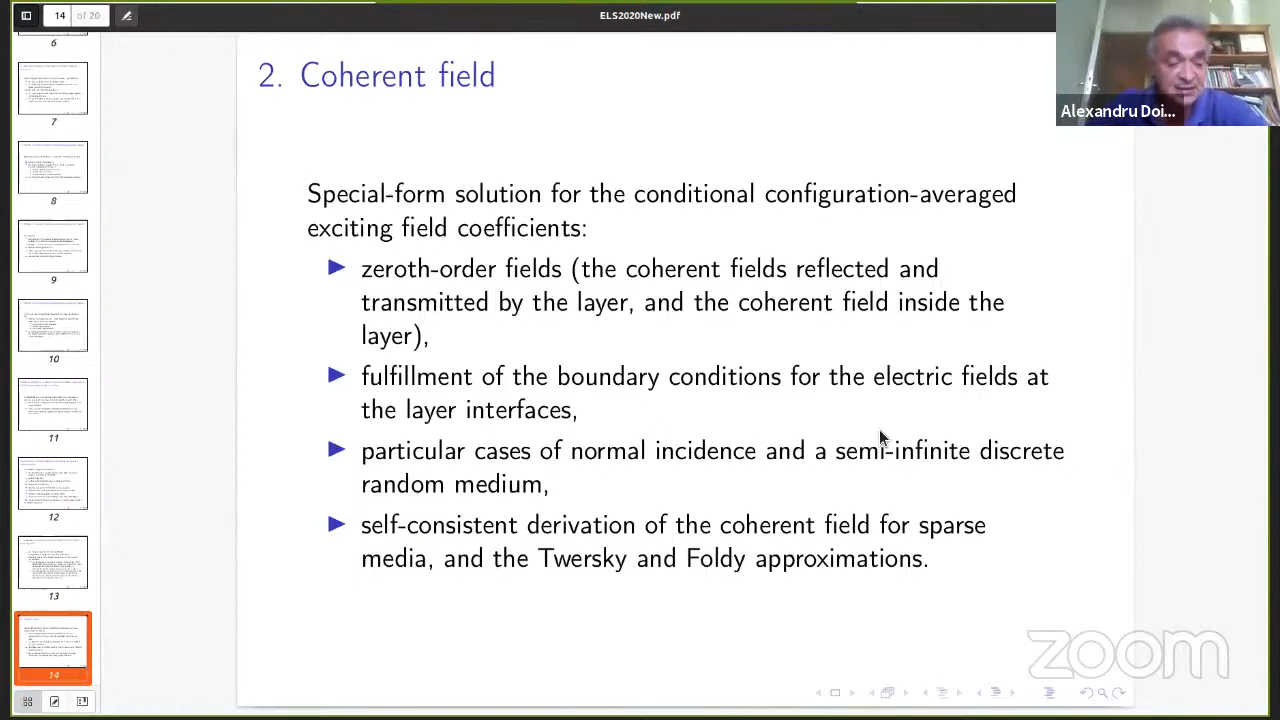 14 of 20
ELS2020New.pdf
Alexandru Doi...
2. Coherent field
Special-form solution for the conditional configuration-averaged
exciting field coefficients:
zeroth-order fields (the coherent fields reflected and
transmitted by the layer, and the coherent field inside the
layer),
fulfillment of the boundary conditions for the electric fields at
the layer interfaces,
particular cases of normal incidence and a semi-infinite discrete
random medium,
self-consistent derivation of the coherent field for sparse
media, and the Twersky and Foldy approximations.
6
7
8
9
10
11
12
13
14
zoom